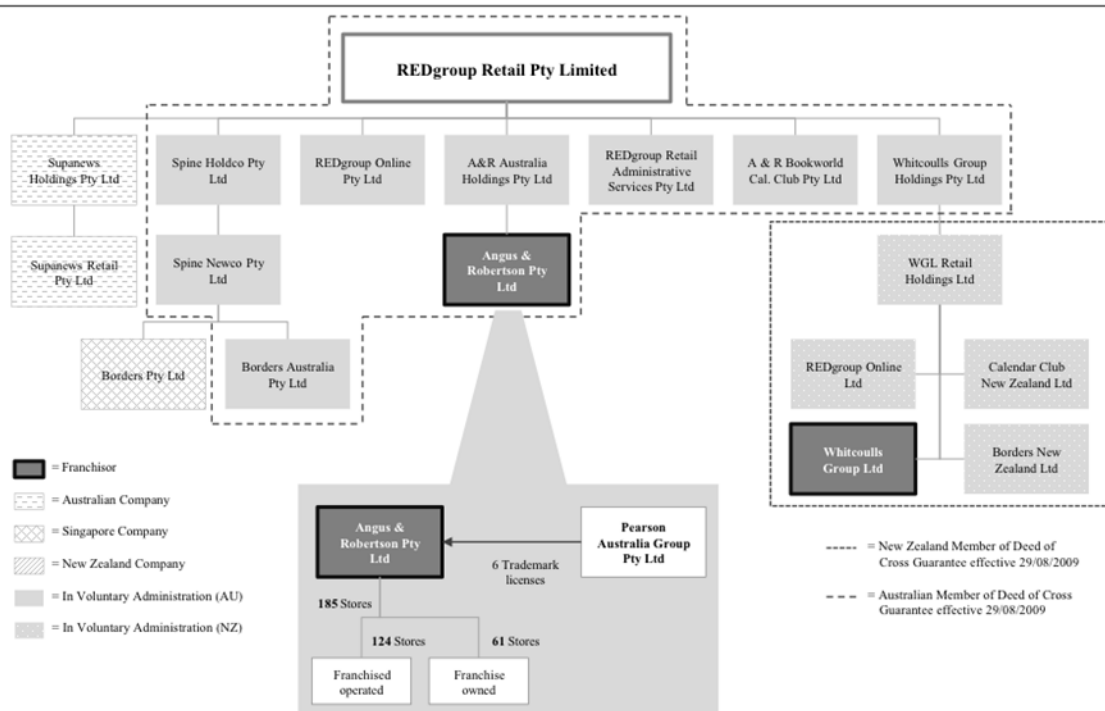 REDgroup Retail Pty Limited
Supanews
Holdings Pty Ltd
Spine Holdco Pty
Ltd
REDgroup Online
Pty Ltd
A&R Australia
Holdings Pty Ltd
REDgroup Retail
Administrative
Services Pty Ltd
A & R Bookworld
Cal. Club Pty Ltd
Whitcoulls Group
Holdings Pty Ltd
Supanews Retail
Pty Ltd
Spine Newco Pty
Ltd
Angus &
Robertson Pty
Ltd
WGL Retail
Holdings Ltd
Borders Pty Ltd
Borders Australia
Pty Ltd
REDgroup Online
Ltd
Calendar Club
New Zealand Ltd
Whitcoulls
Group Ltd
Borders New
Zealand Ltd
= Franchisor
= Australian Company
= Singapore Company
= New Zealand Company
= In Voluntary Administration (AU)
= In Voluntary Administration (NZ)
Angus &
Robertson Pty
Ltd
Pearson
Australia Group
Pty Ltd
6 Trademark
licenses
185 Stores
124 Stores
61 Stores
Franchised
operated
Franchise
owned
= New Zealand Member of Deed of
Cross Guarantee effective 29/08/2009
= Australian Member of Deed of Cross
Guarantee effective 29/08/2009